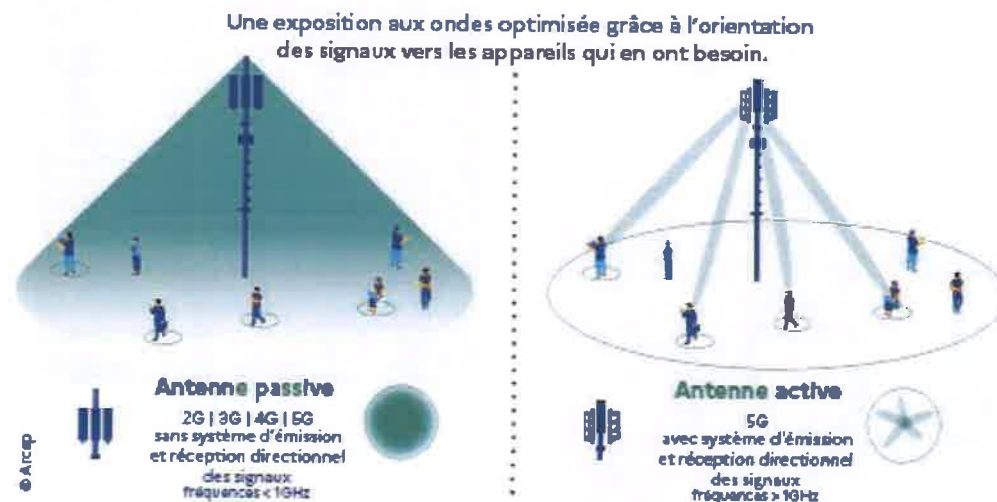 Une exposition aux ondes optimisée grâce à l'orientation
des signaux vers les appareils qui en ont besoin.
Antenne passive
2G | 3G | 4G | 5G
sans système d'émission
et réception directionnel
des signaux
fréquences < 1GHz
Antenne active
5G
avec système d'émission
et réception directionnel
des signaux
fréquences > 1GHz
© Arcep